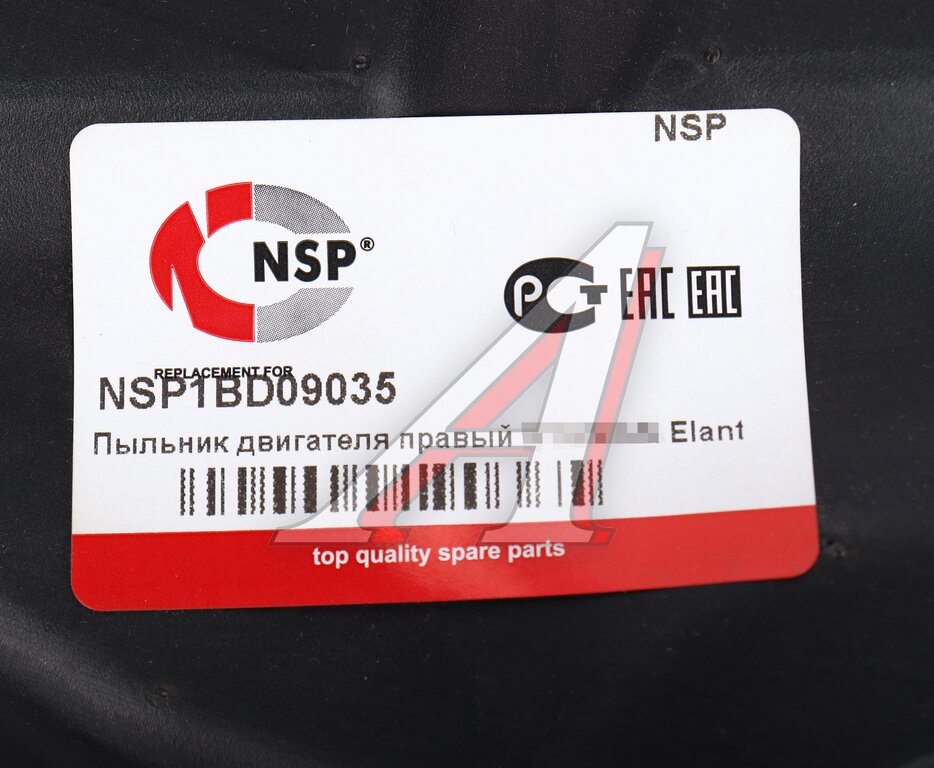 NSP
NSP®
РСТ EAC EAC
REPLACEMENT FOR
NSP1BD09035
Пыльник двигателя правый Elant
top quality spare parts